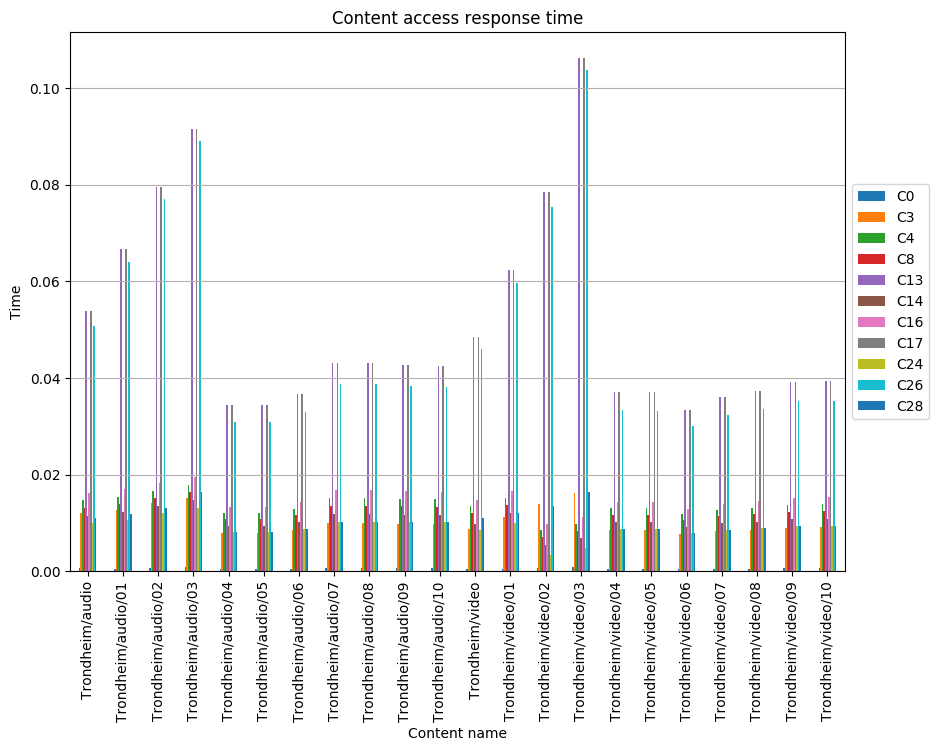 Content access response time
Time
0.10
0.08
0.06
0.04
0.02
0.00
C0
C3
C4
C8
C13
C14
C16
C17
C24
C26
C28
Trondheim/audio
Trondheim/audio/01
Trondheim/audio/02
Trondheim/audio/03
Trondheim/audio/04
Trondheim/audio/05
Trondheim/audio/06
Trondheim/audio/07
Trondheim/audio/08
Trondheim/audio/09
Trondheim/audio/10
Trondheim/video
Trondheim/video/01
Trondheim/video/02
Trondheim/video/03
Trondheim/video/04
Trondheim/video/05
Trondheim/video/06
Trondheim/video/07
Trondheim/video/08
Trondheim/video/09
Trondheim/video/10
Content name